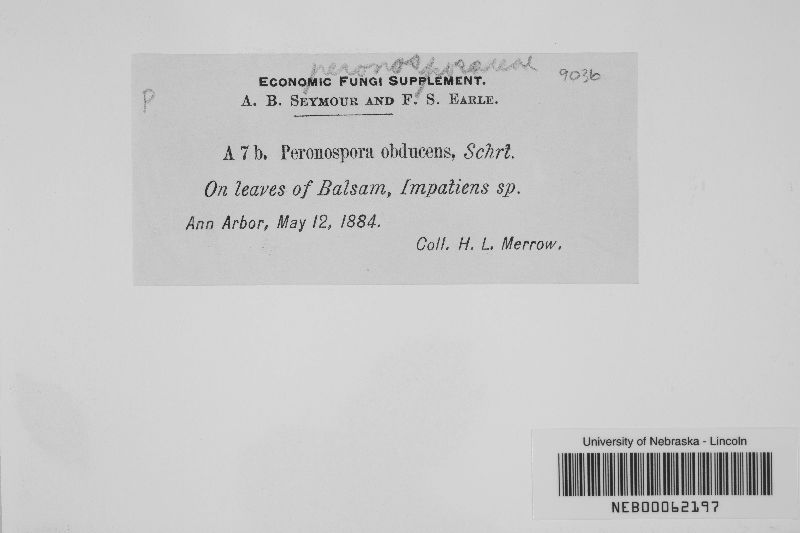 peronosporaceae
9036
P
ECONOMIC FUNGI SUPPLEMENT.
A. B. SEYMOUR AND F. S. EARLE.
A 7 b. Peronospora obducens, Schrt.
On leaves of Balsam, Impatiens sp.
Ann Arbor, May 12, 1884.
Coll. H. L. Merrow.
University of Nebraska - Lincoln
NEB00062197